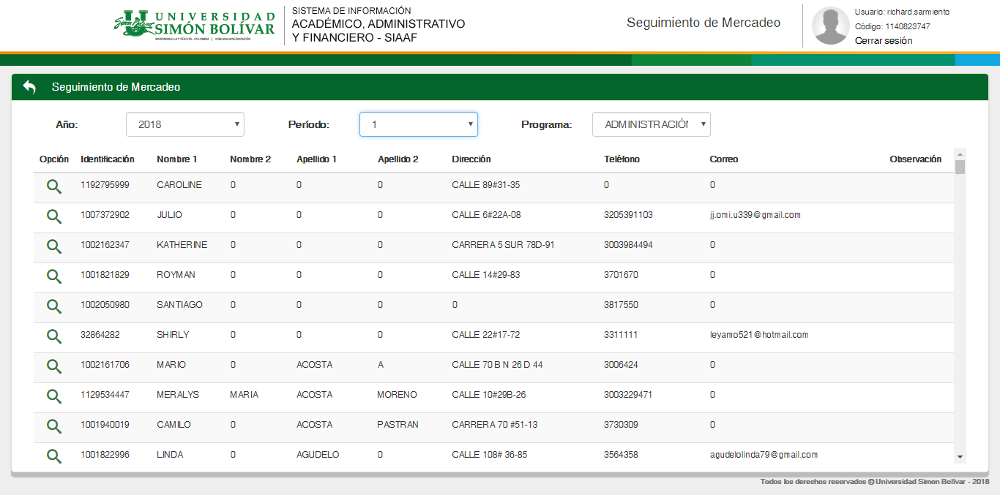 UNIVERSIDAD
SIMÓN BOLÍVAR
BARRANQUILLA Y CÚCUTA - COLOMBIA | VIGILADA MINEDUCACIÓN
SISTEMA DE INFORMACIÓN
ACADÉMICO, ADMINISTRATIVO
Y FINANCIERO - SIAAF
Seguimiento de Mercadeo
Usuario: richard.sarmiento
Código: 1140823747
Cerrar sesión
Seguimiento de Mercadeo
Año: 2018 Período: 1 Programa: ADMINISTRACIÓN
Opción Identificación Nombre 1 Nombre 2 Apellido 1 Apellido 2 Dirección Teléfono Correo Observación
1192795999 CAROLINE 0 0 0 CALLE 89#31-35 0 0
1007372902 JULIO 0 0 0 CALLE 6#22A-08 3205391103 jj.omi.u339@gmail.com
1002162347 KATHERINE 0 0 0 CARRERA 5 SUR 78D-91 3003984494 0
1001821829 ROYMAN 0 0 0 CALLE 14#29-83 3701670 0
1002050980 SANTIAGO 0 0 0 0 3817550 0
32864282 SHIRLY 0 0 0 CALLE 22#17-72 3311111 leyamo521@hotmail.com
1002161706 MARIO 0 ACOSTA A CALLE 70 B N 26 D 44 3006424 0
1129534447 MERALYS MARIA ACOSTA MORENO CALLE 10#29B-26 3003229471 0
1001940019 CAMILO 0 ACOSTA PASTRAN CARRERA 70 #51-13 3730309 0
1001822996 LINDA 0 AGUDELO 0 CALLE 108# 36-85 3564358 agudelolinda79@gmail.com
Todos los derechos reservados © Universidad Simon Bolívar - 2018